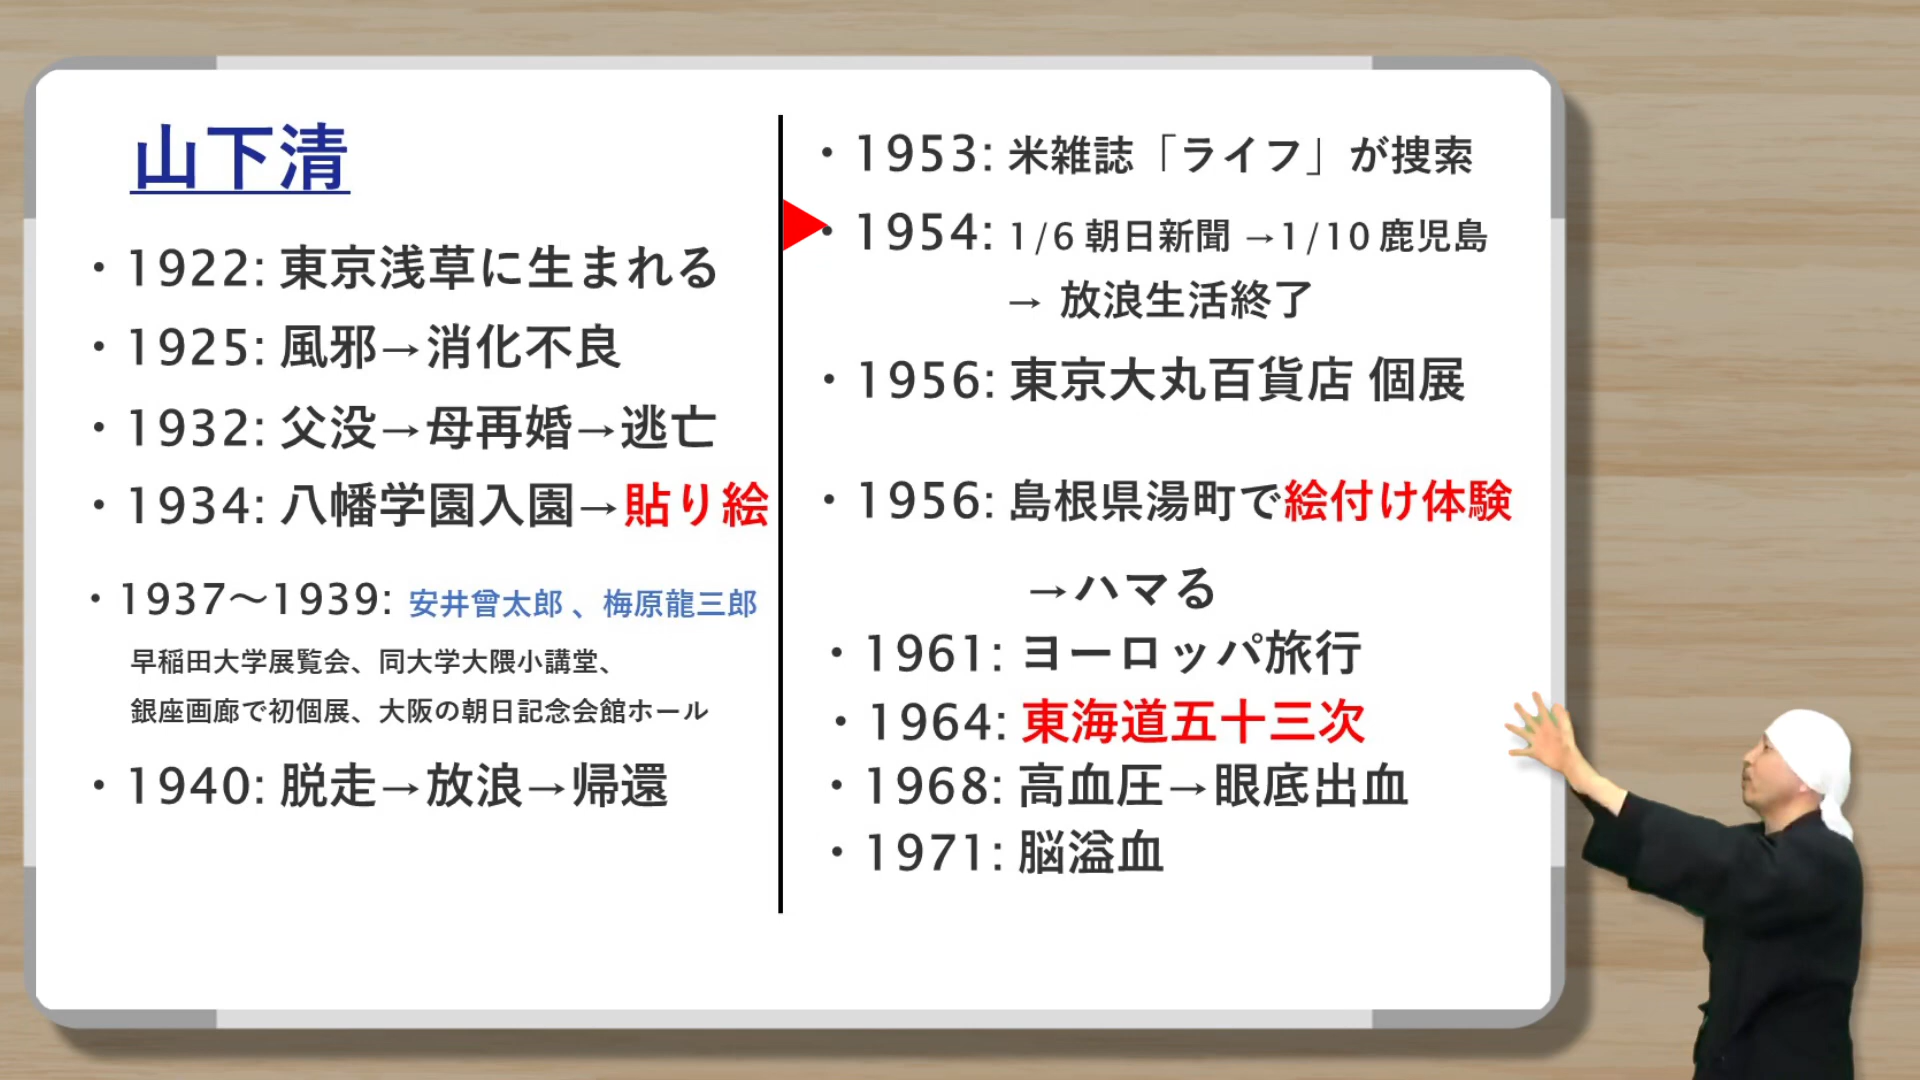 山下清
・1922: 東京浅草に生まれる
・1925: 風邪→消化不良
・1932: 父没→母再婚→逃亡
・1934: 八幡学園入園→貼り絵
・1937〜1939: 安井曾太郎 、梅原龍三郎
早稲田大学展覧会、同大学大隈小講堂、
銀座画廊で初個展、大阪の朝日記念会館ホール
・1940: 脱走→放浪→帰還
・1953: 米雑誌「ライフ」が捜索
・1954: 1/6 朝日新聞 →1/10 鹿児島
→ 放浪生活終了
・1956: 東京大丸百貨店 個展
・1956: 島根県湯町で絵付け体験
→ハマる
・1961: ヨーロッパ旅行
・1964: 東海道五十三次
・1968: 高血圧→眼底出血
・1971: 脳溢血